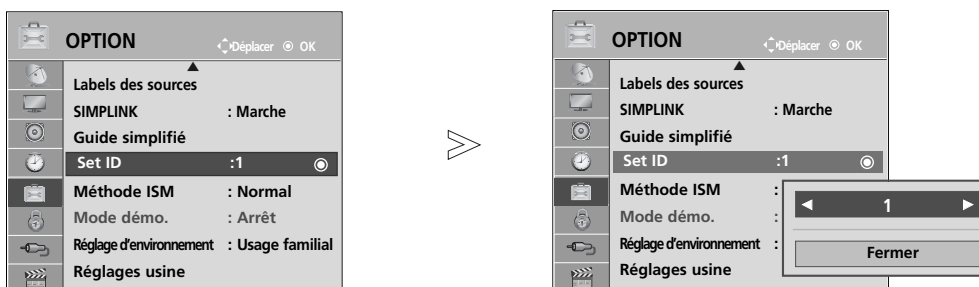 OPTION Déplacer OK
Labels des sources
SIMPLINK : Marche
Guide simplifié
Set ID :1
Méthode ISM : Normal
Mode démo. : Arrêt
Réglage d'environnement : Usage familial
Réglages usine
OPTION Déplacer OK
Labels des sources
SIMPLINK : Marche
Guide simplifié
Set ID :1
Méthode ISM :
Mode démo. :
Réglage d'environnement :
Réglages usine
1
Fermer